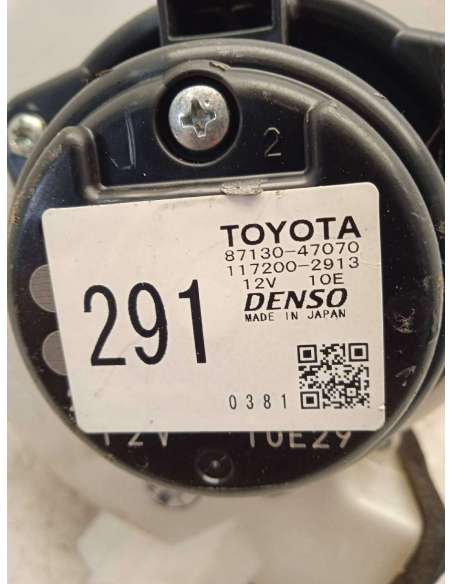 2
TOYOTA
87130-47070
117200-2913
12V 10E
291
DENSO
MADE IN JAPAN
0381
12V 10E29